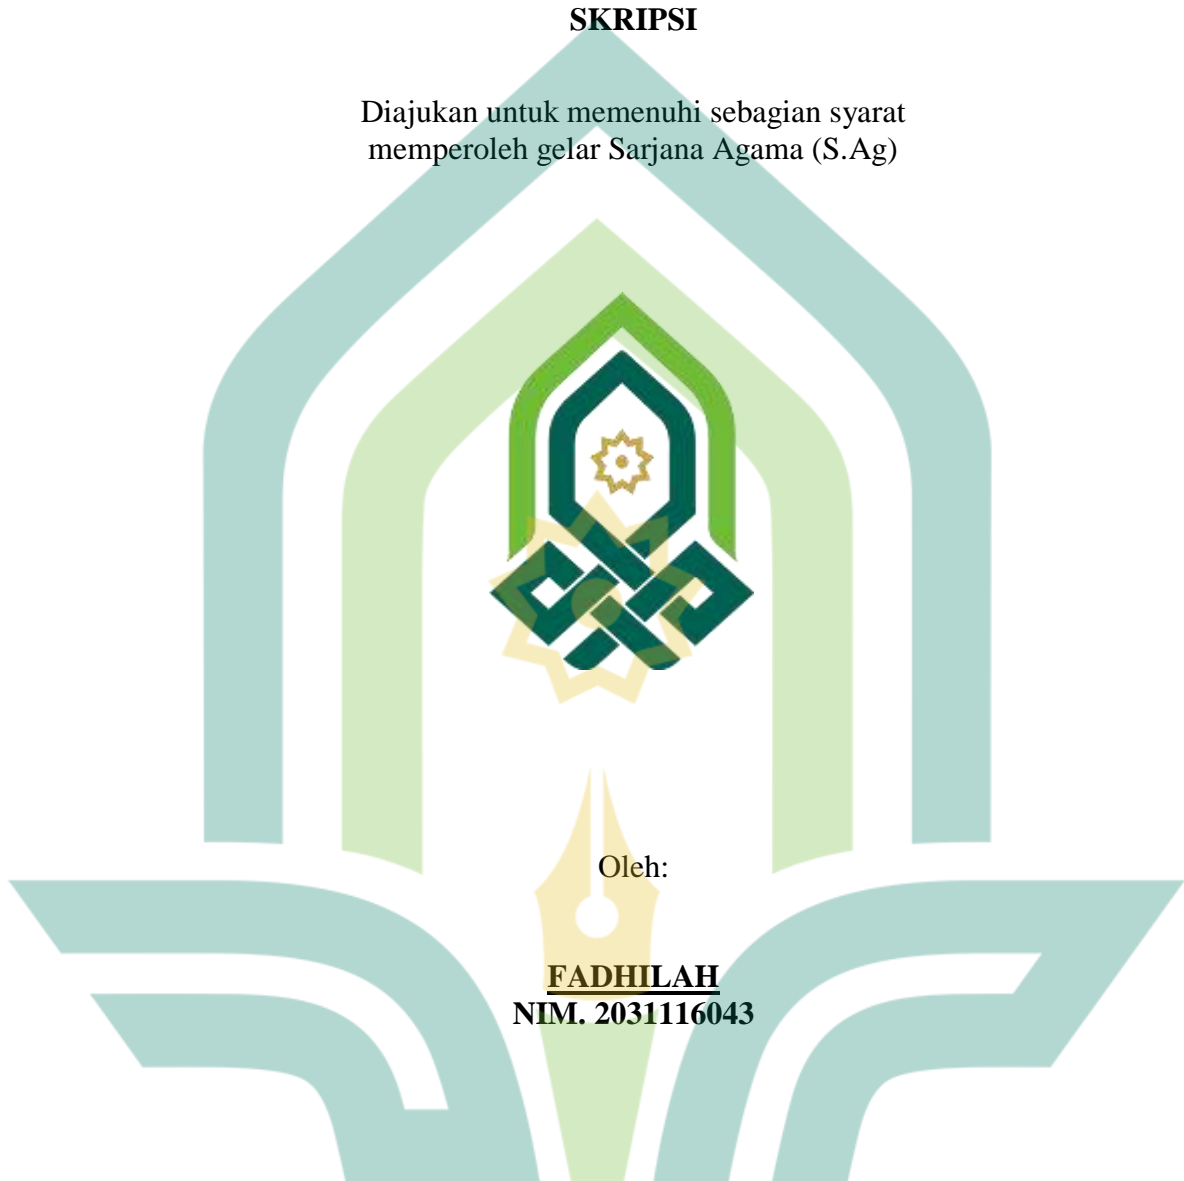 SKRIPSI
Diajukan untuk memenuhi sebagian syarat
memperoleh gelar Sarjana Agama (S.Ag)
Oleh:
FADHILAH
NIM. 2031116043